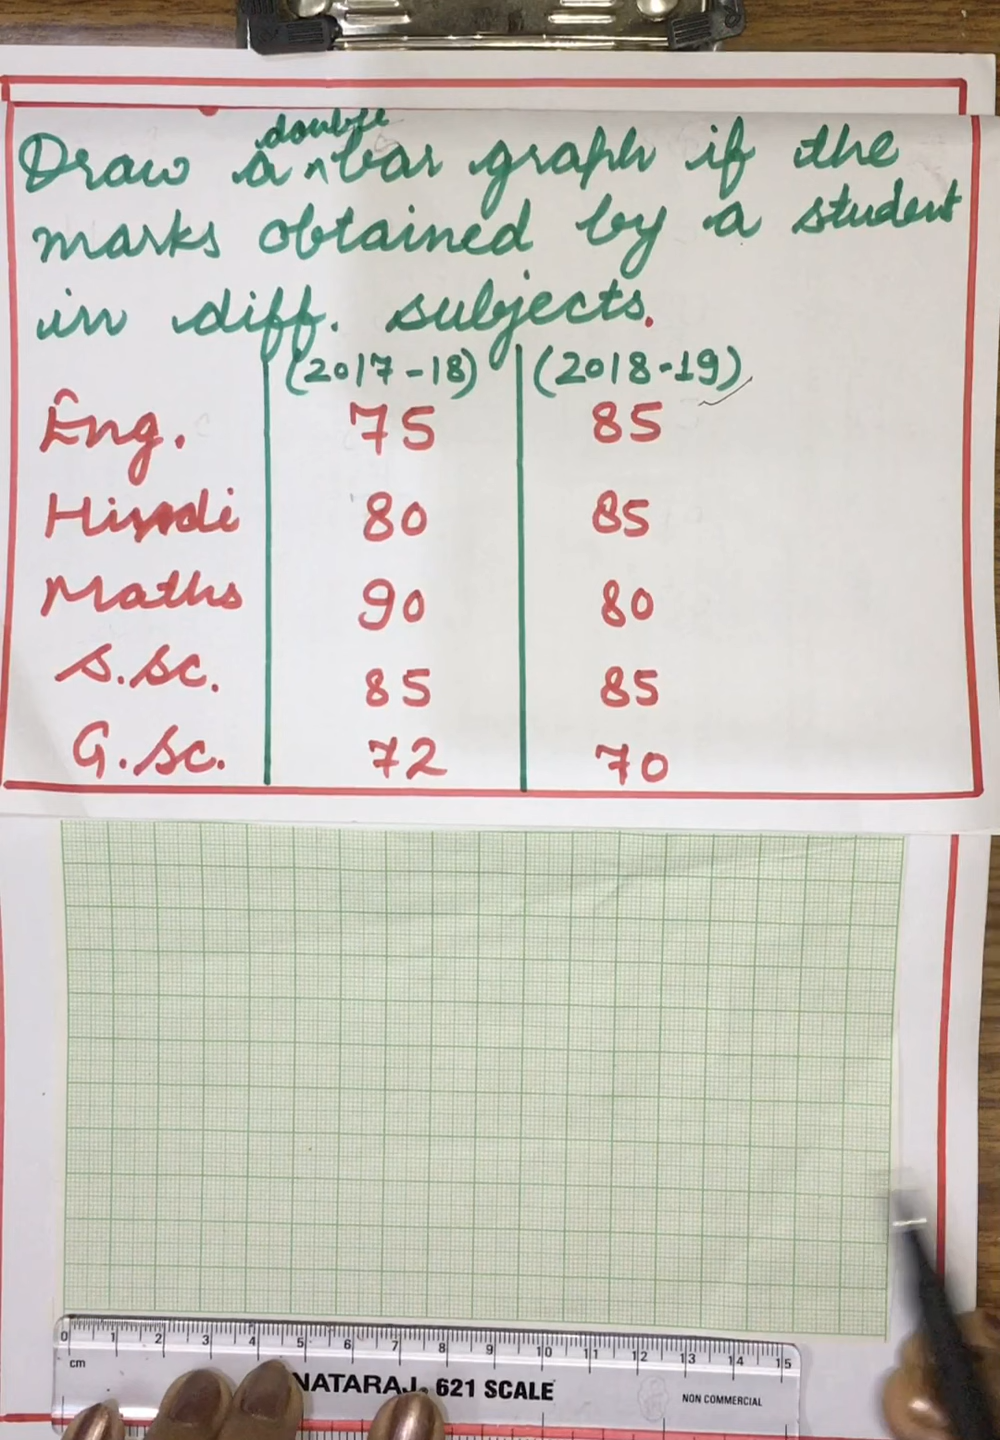 double
Draw a ^ bar graph if the
marks obtained by a student
in diff. subjects.
(2017-18) (2018-19)
Eng. 75 85
Hindi 80 85
Maths 90 80
S.Sc. 85 85
G.Sc. 72 70
0 1 2 3 4 5 6 7 8 9 10 11 12 13 14 15
cm NATARAJ 621 SCALE NON COMMERCIAL